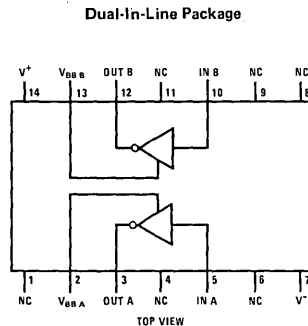 Dual-In-Line Package
V+ VBB B OUT B NC IN B NC NC
14 13 12 11 10 9 8
1 2 3 4 5 6 7
NC VBB A OUT A NC IN A NC V-
TOP VIEW